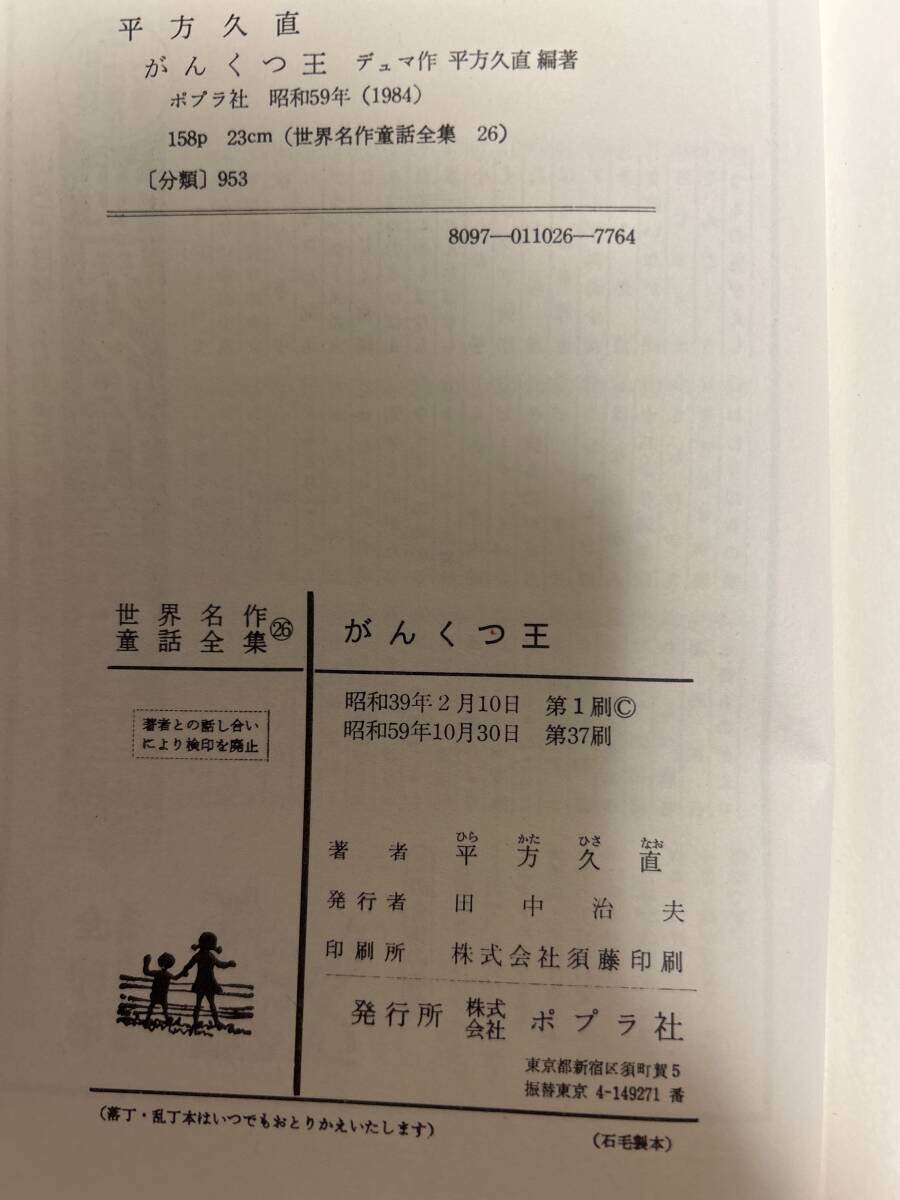 平方久直
がんくつ王 デュマ作 平方久直編著
ポプラ社 昭和59年(1984)
158p 23cm(世界名作童話全集 26)
〔分類〕953
8097—011026—7764
世界名作
童話全集㉖
がんくつ王
著者との話し合い
により検印を廃止
昭和39年2月10日 第1刷©
昭和59年10月30日 第37刷
ひら かた ひさ なお
著者 平方久直
発行者 田中治夫
印刷所 株式会社須藤印刷
発行所 株式会社 ポプラ社
東京都新宿区須町賀5
振替東京 4-149271 番
(落丁・乱丁本はいつでもおとりかえいたします)
(石毛製本)